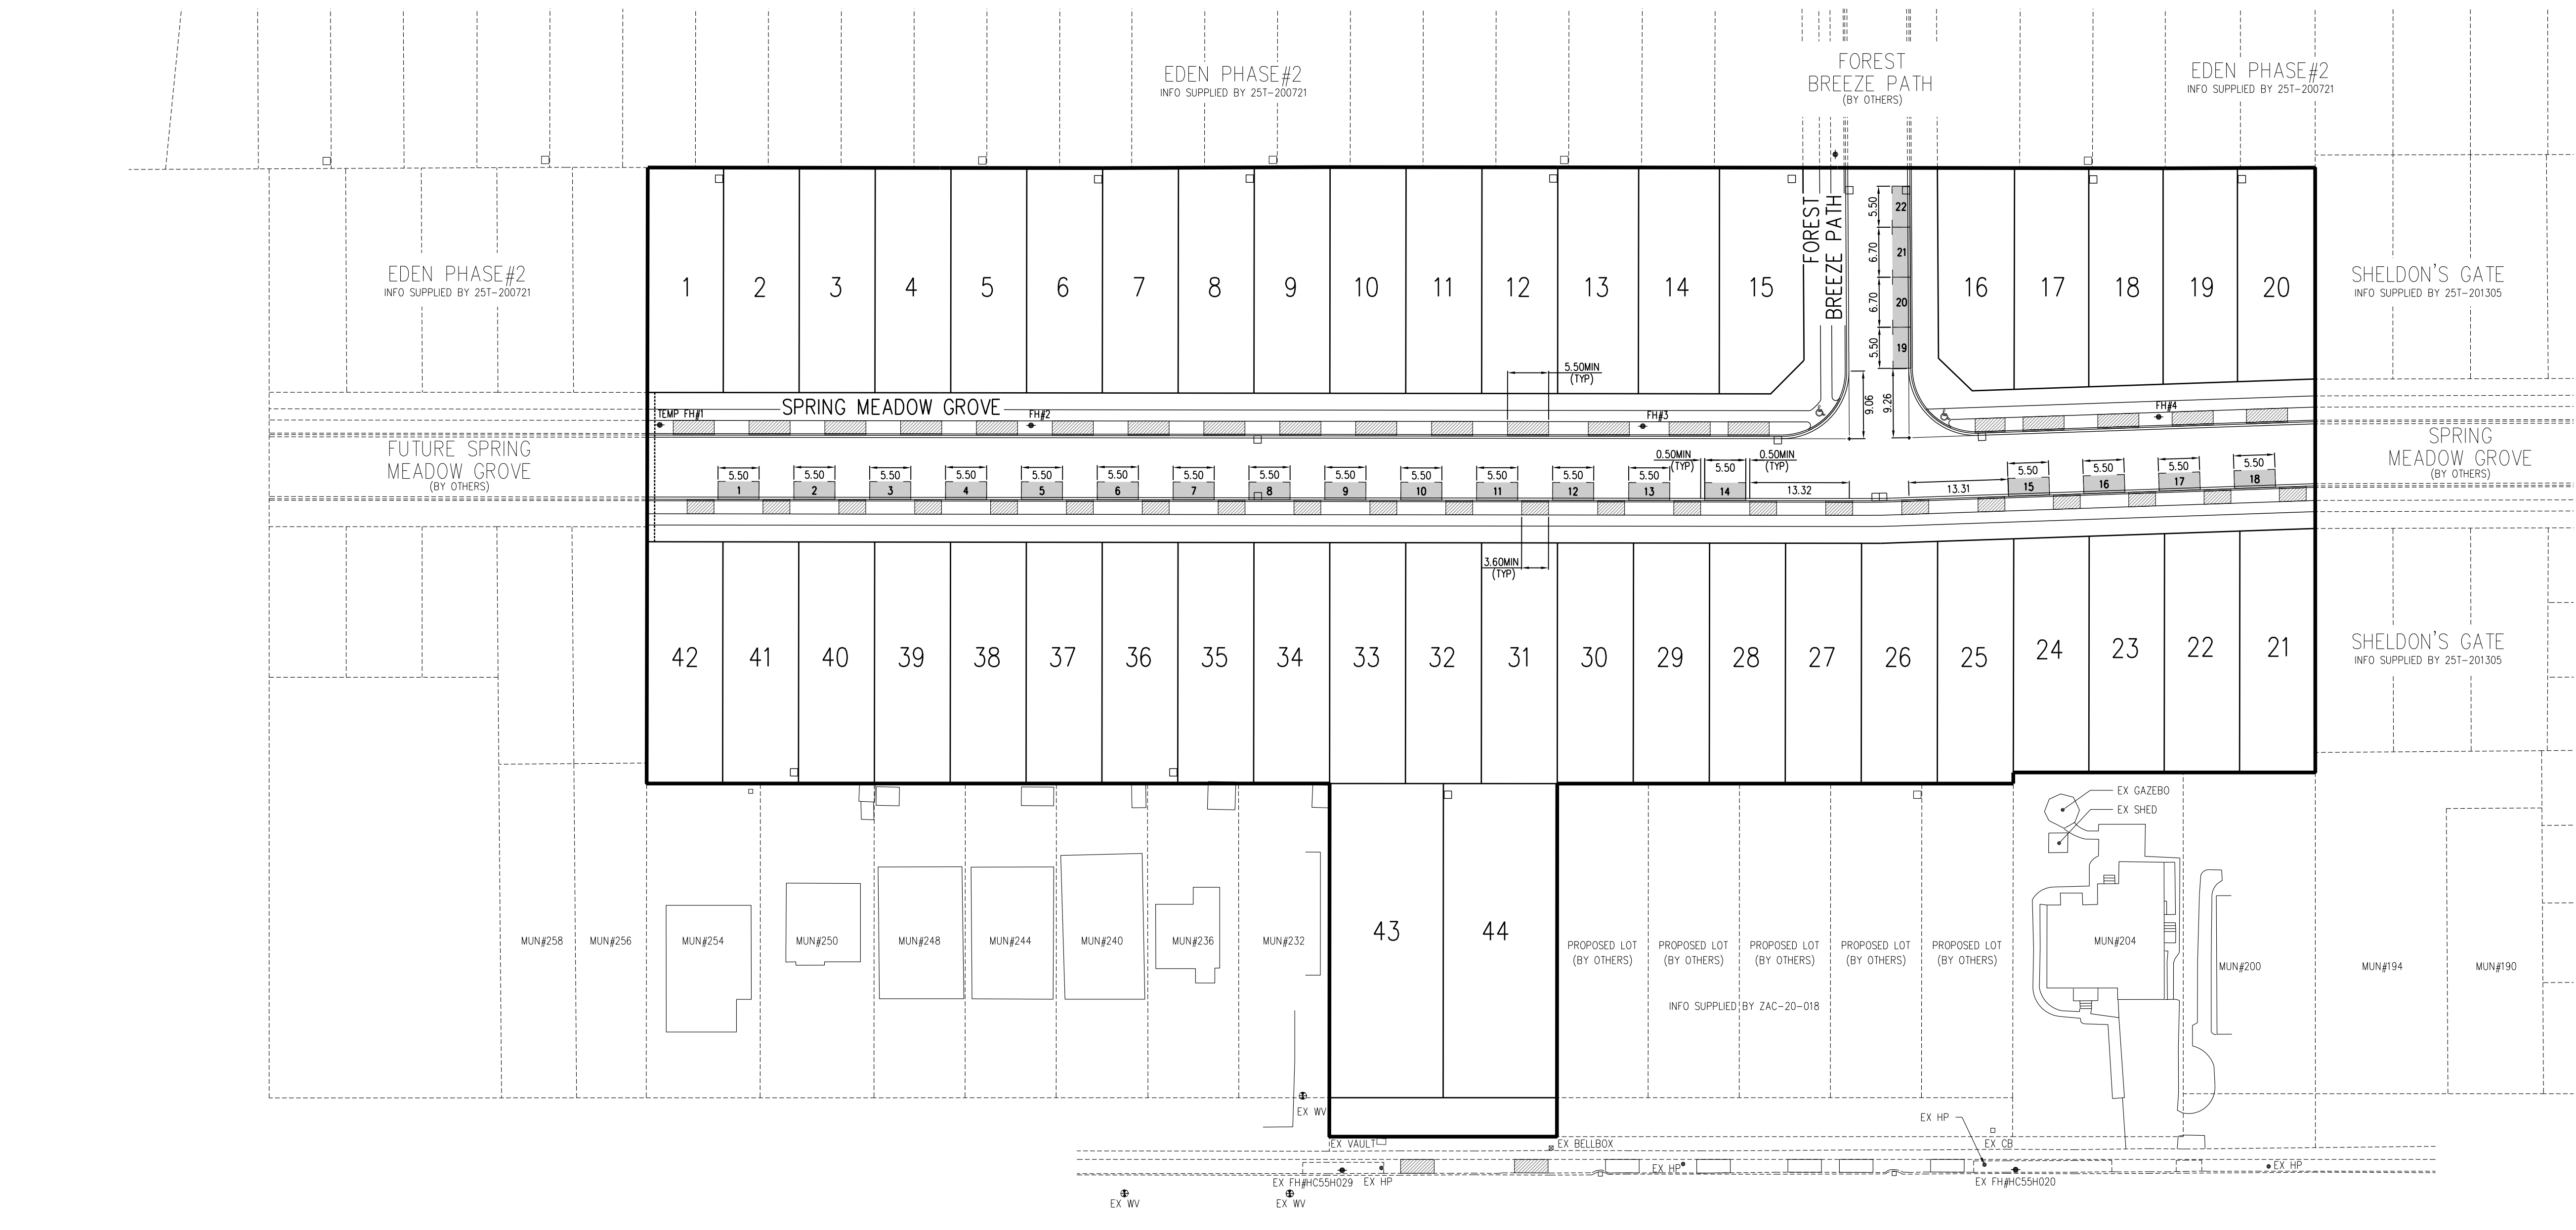 EDEN PHASE#2
INFO SUPPLIED BY 25T-200721
FOREST
BREEZE PATH
(BY OTHERS)
EDEN PHASE#2
INFO SUPPLIED BY 25T-200721
EDEN PHASE#2
INFO SUPPLIED BY 25T-200721
1 2 3 4 5 6 7 8 9 10 11 12 13 14 15
FOREST
BREEZE PATH
5.50 22
6.70 21
6.70 20
5.50 19
16 17 18 19 20
SHELDON'S GATE
INFO SUPPLIED BY 25T-201305
5.50MIN
(TYP)
9.06
9.26
SPRING MEADOW GROVE
TEMP FH#1
FH#2
FH#3
FH#4
FUTURE SPRING
MEADOW GROVE
(BY OTHERS)
SPRING
MEADOW GROVE
(BY OTHERS)
0.50MIN
(TYP)
0.50MIN
(TYP)
5.50 5.50 5.50 5.50 5.50 5.50 5.50 5.50 5.50 5.50 5.50 5.50 5.50 5.50 13.32 13.31 5.50 5.50 5.50 5.50
1 2 3 4 5 6 7 8 9 10 11 12 13 14 15 16 17 18
3.60MIN
(TYP)
42 41 40 39 38 37 36 35 34 33 32 31 30 29 28 27 26 25 24 23 22 21
SHELDON'S GATE
INFO SUPPLIED BY 25T-201305
EX GAZEBO
EX SHED
43 44
MUN#258 MUN#256 MUN#254 MUN#250 MUN#248 MUN#244 MUN#240 MUN#236 MUN#232
PROPOSED LOT
(BY OTHERS)
PROPOSED LOT
(BY OTHERS)
PROPOSED LOT
(BY OTHERS)
PROPOSED LOT
(BY OTHERS)
PROPOSED LOT
(BY OTHERS)
MUN#204
MUN#200
MUN#194
MUN#190
INFO SUPPLIED BY ZAC-20-018
EX WV
EX HP
EX VAULT
EX BELLBOX
EX CB
EX HP
EX HP
EX FH#HC55H029
EX HP
EX FH#HC55H020
EX WV
EX WV